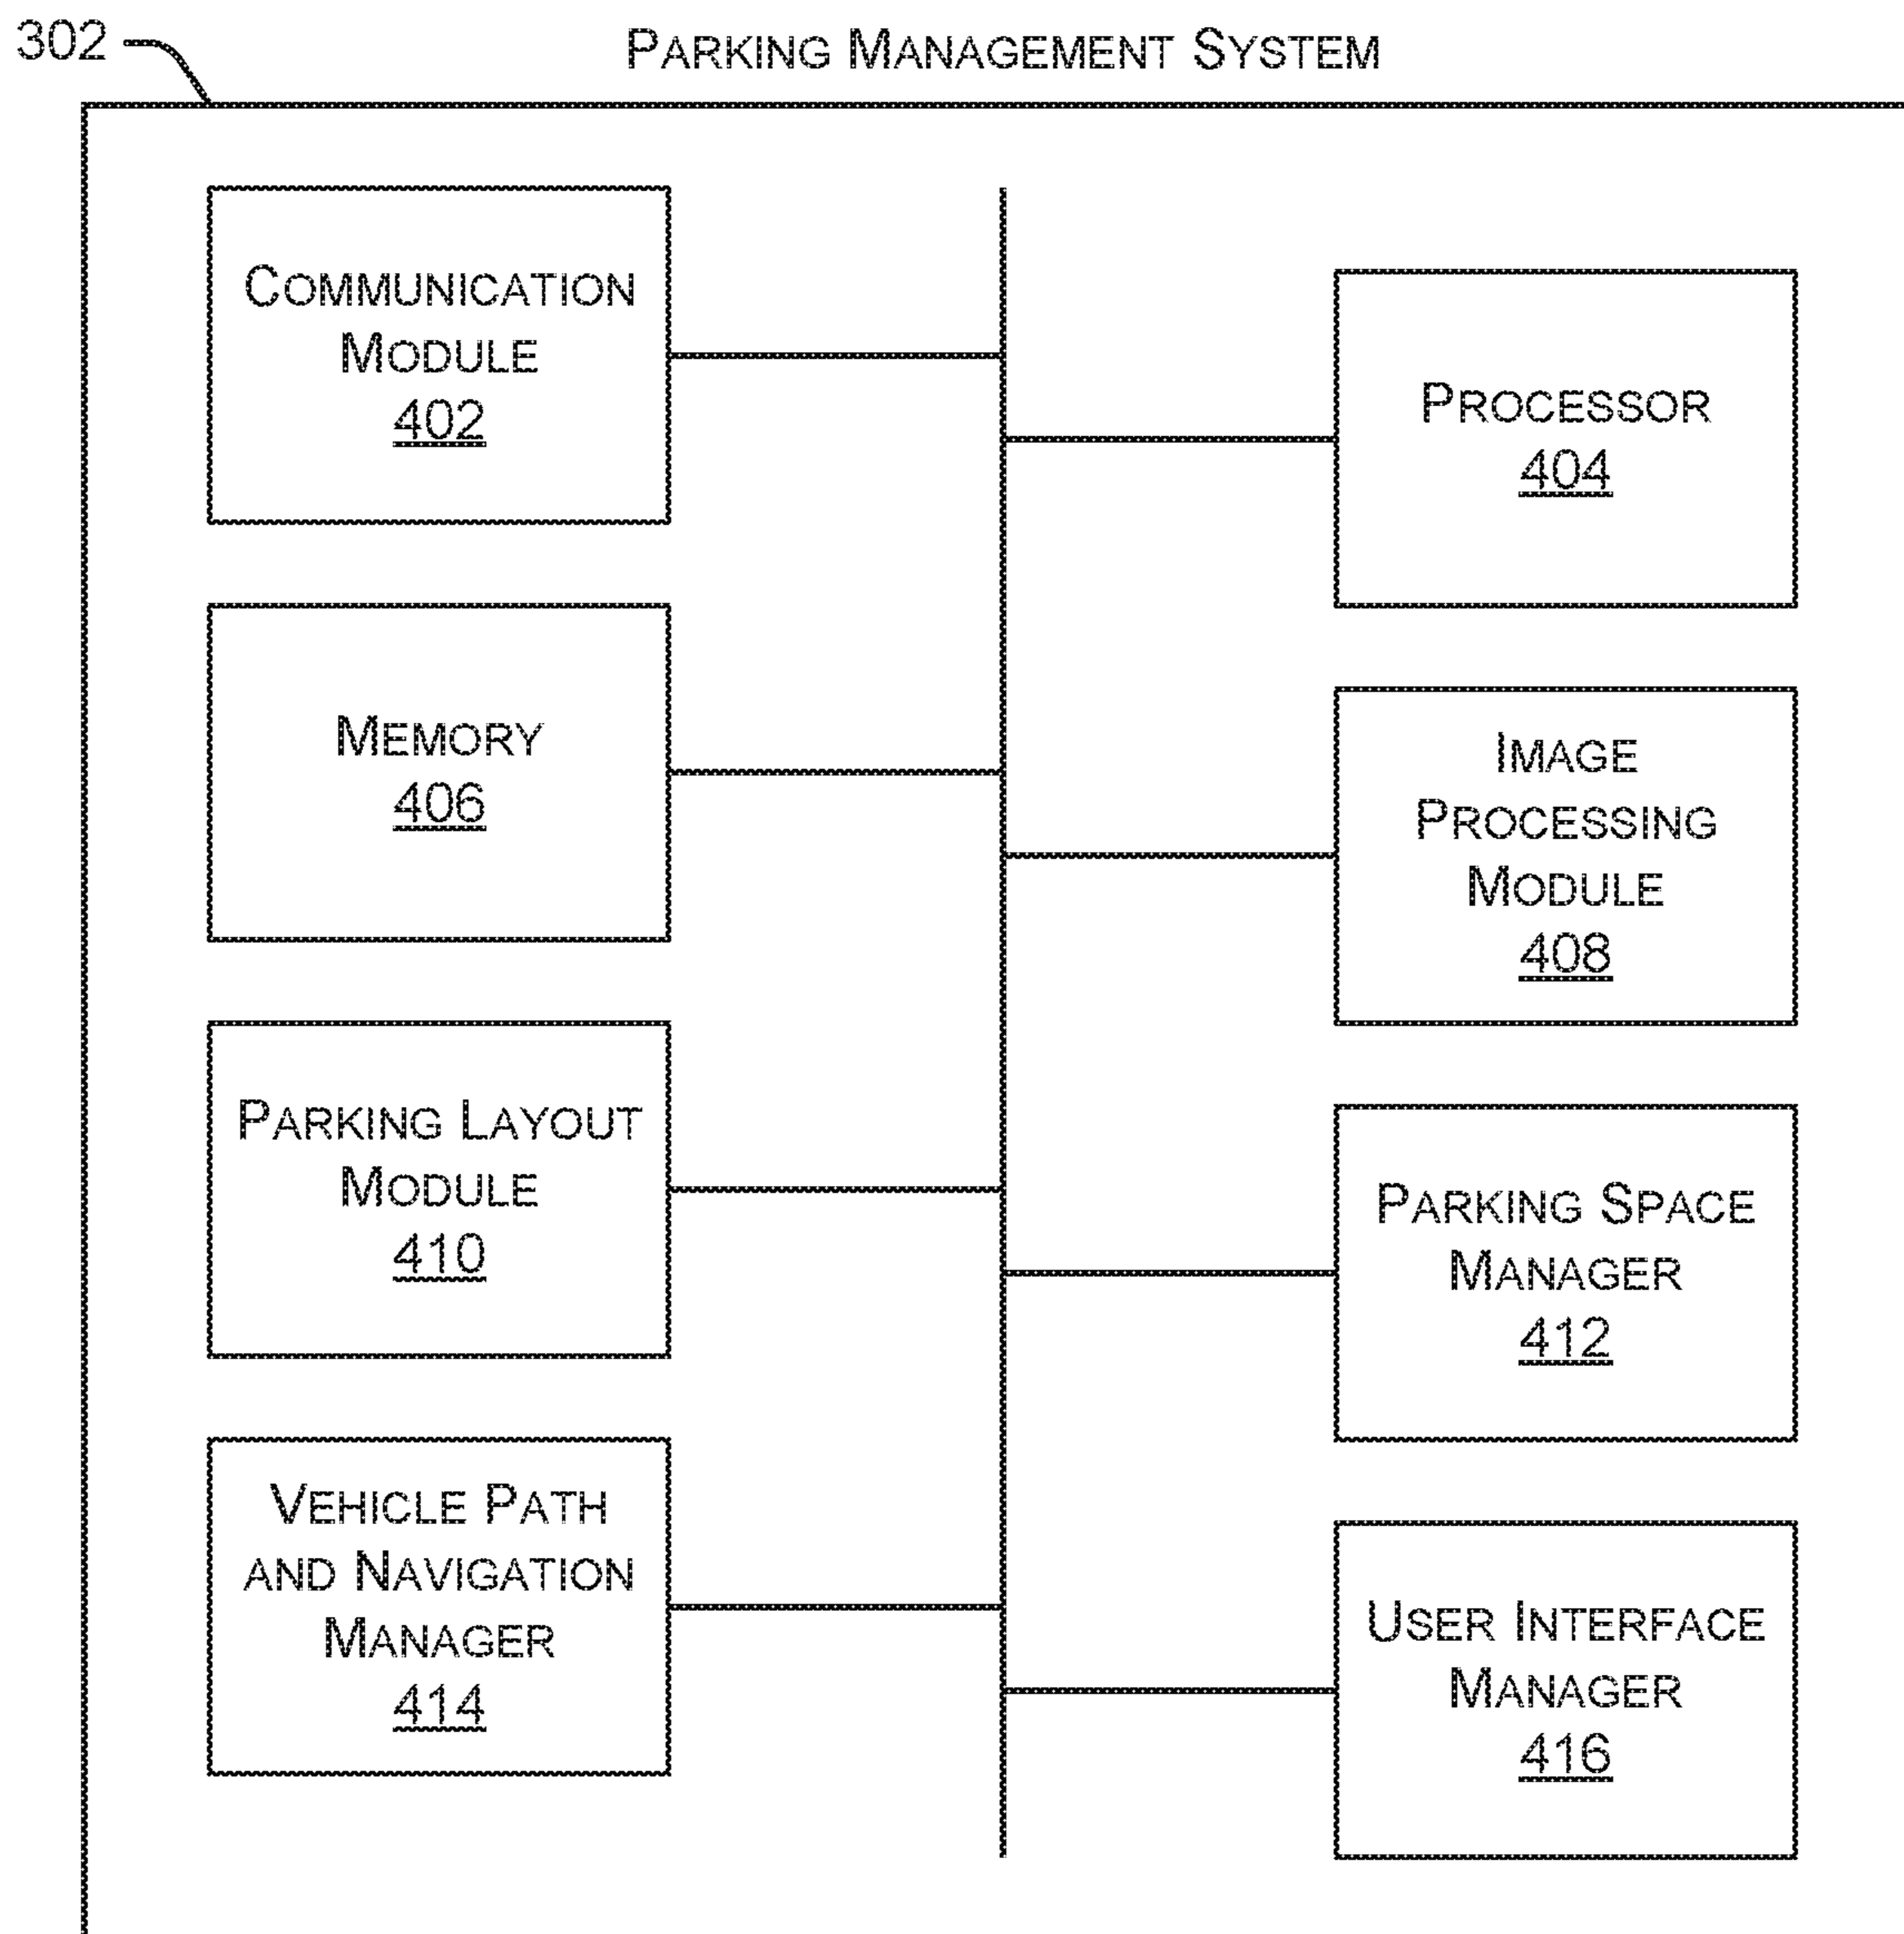 302
PARKING MANAGEMENT SYSTEM
COMMUNICATION
MODULE
402
PROCESSOR
404
MEMORY
406
IMAGE
PROCESSING
MODULE
408
PARKING LAYOUT
MODULE
410
PARKING SPACE
MANAGER
412
VEHICLE PATH
AND NAVIGATION
MANAGER
414
USER INTERFACE
MANAGER
416